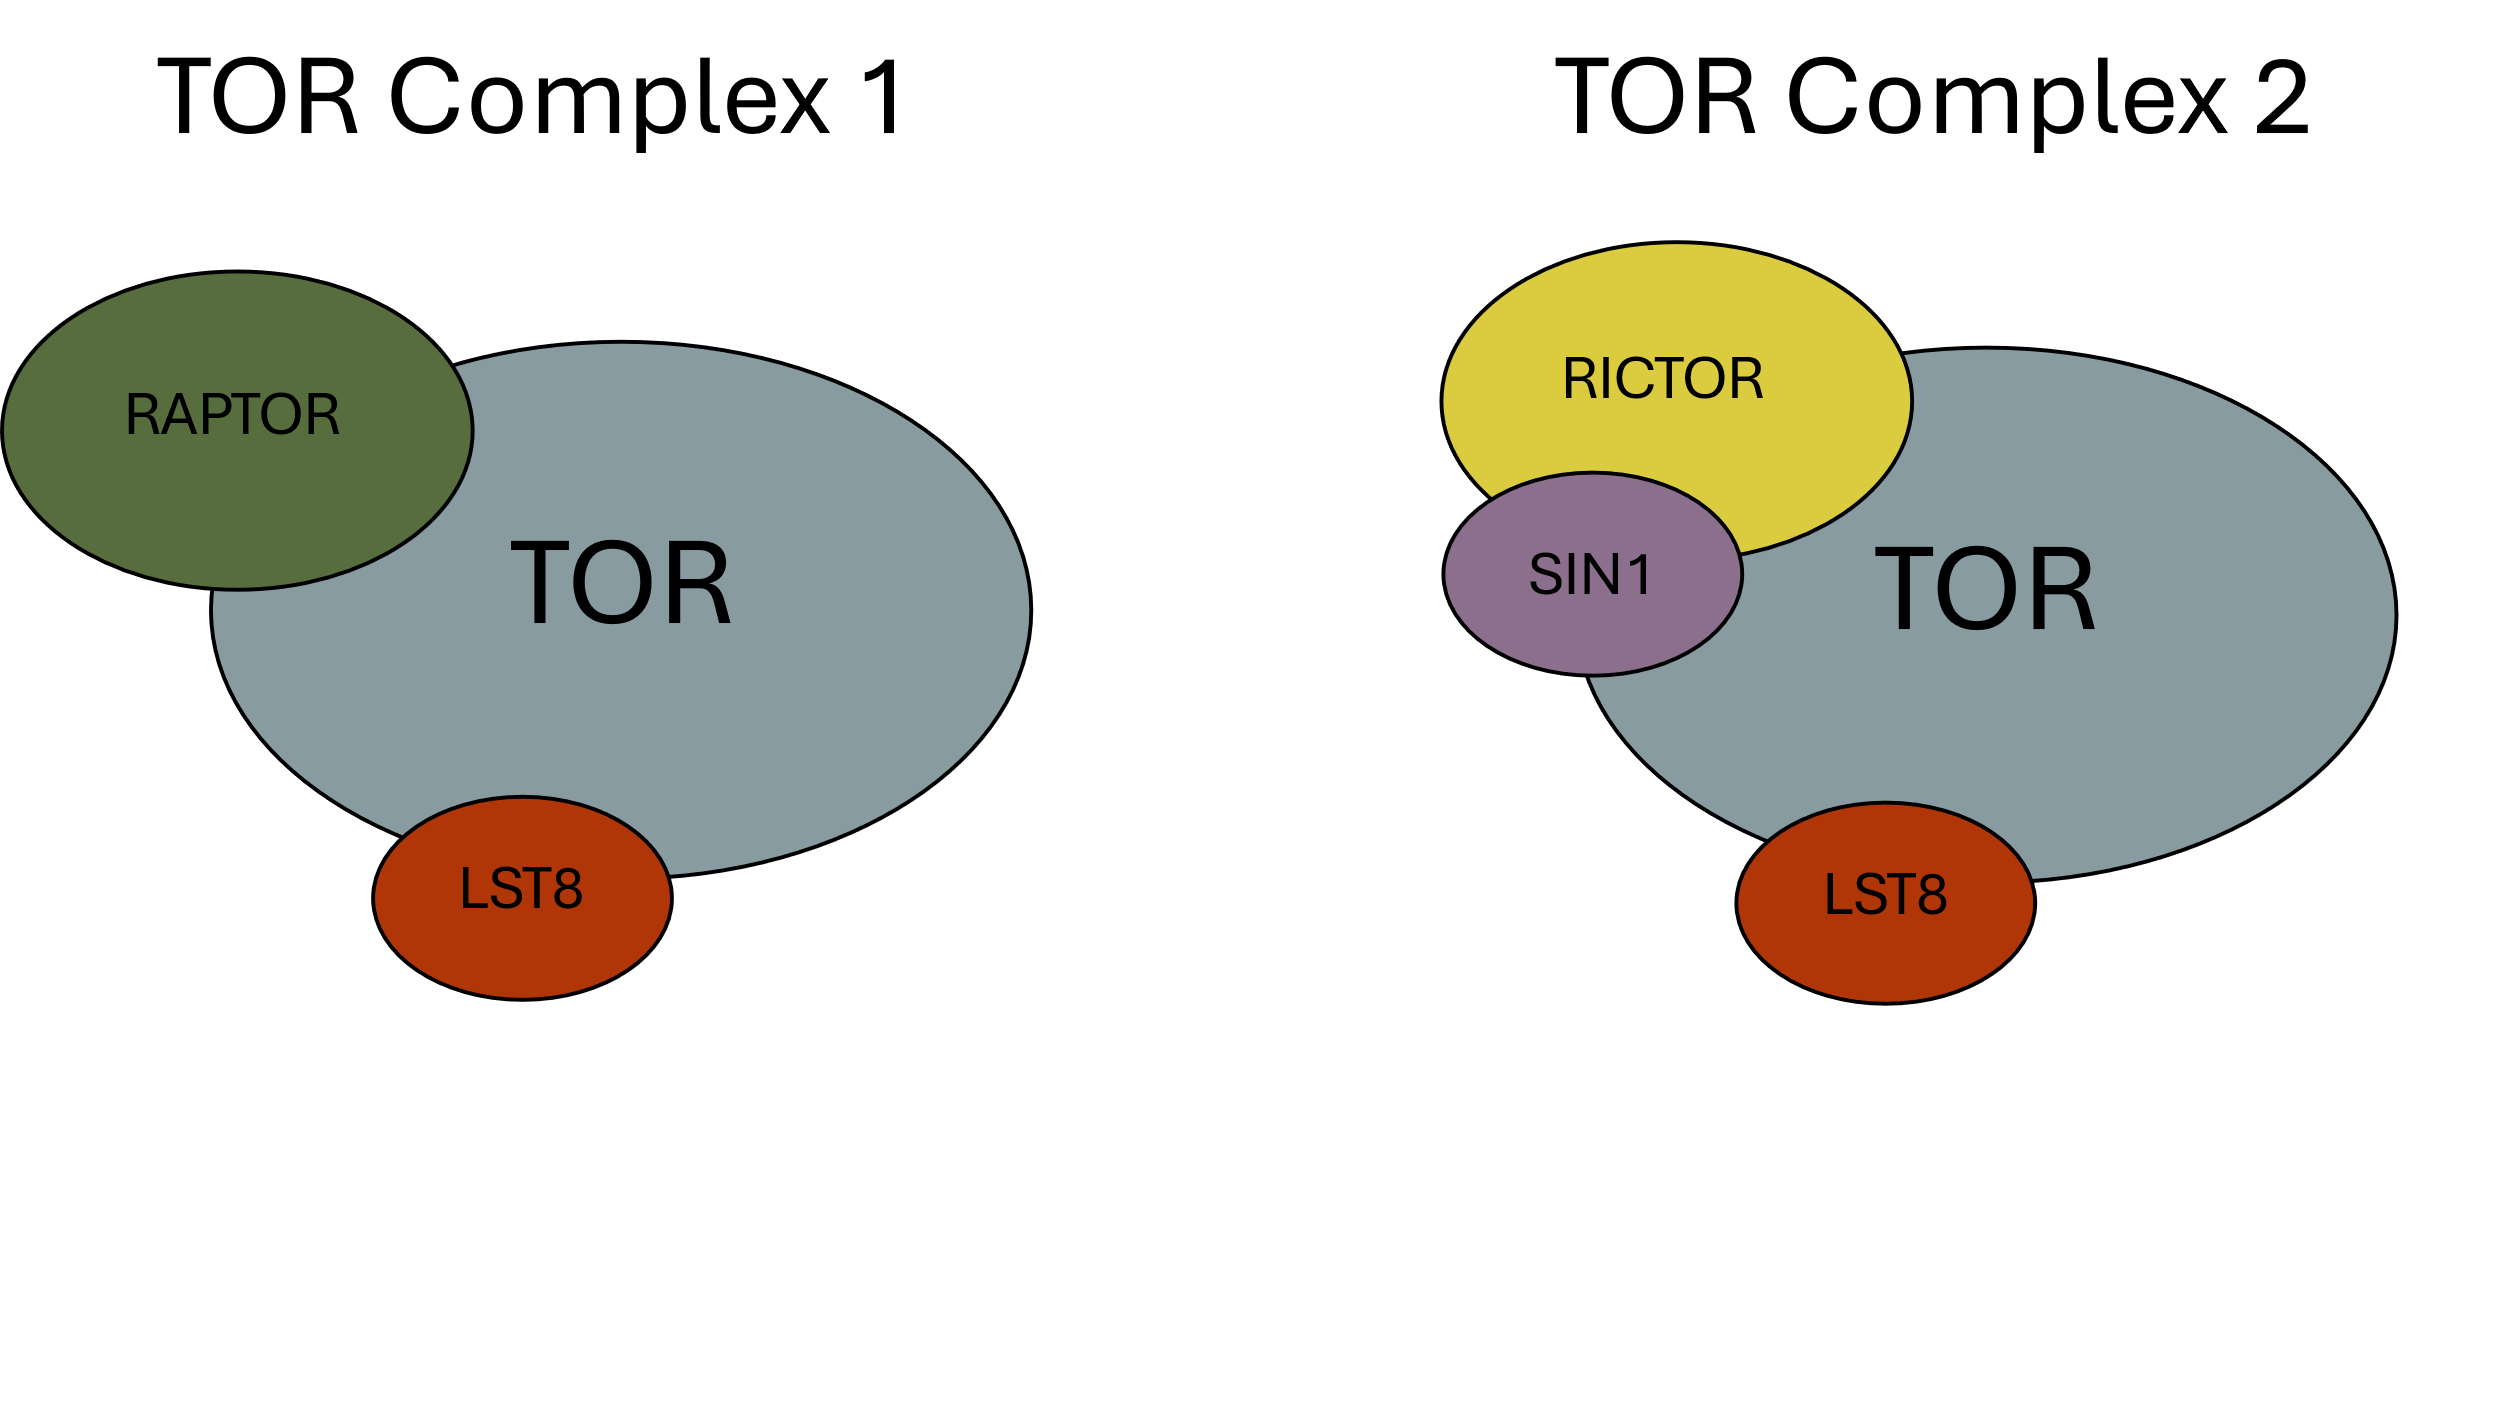 TOR Complex 1
RAPTOR
TOR
LST8
TOR Complex 2
RICTOR
SIN1
TOR
LST8